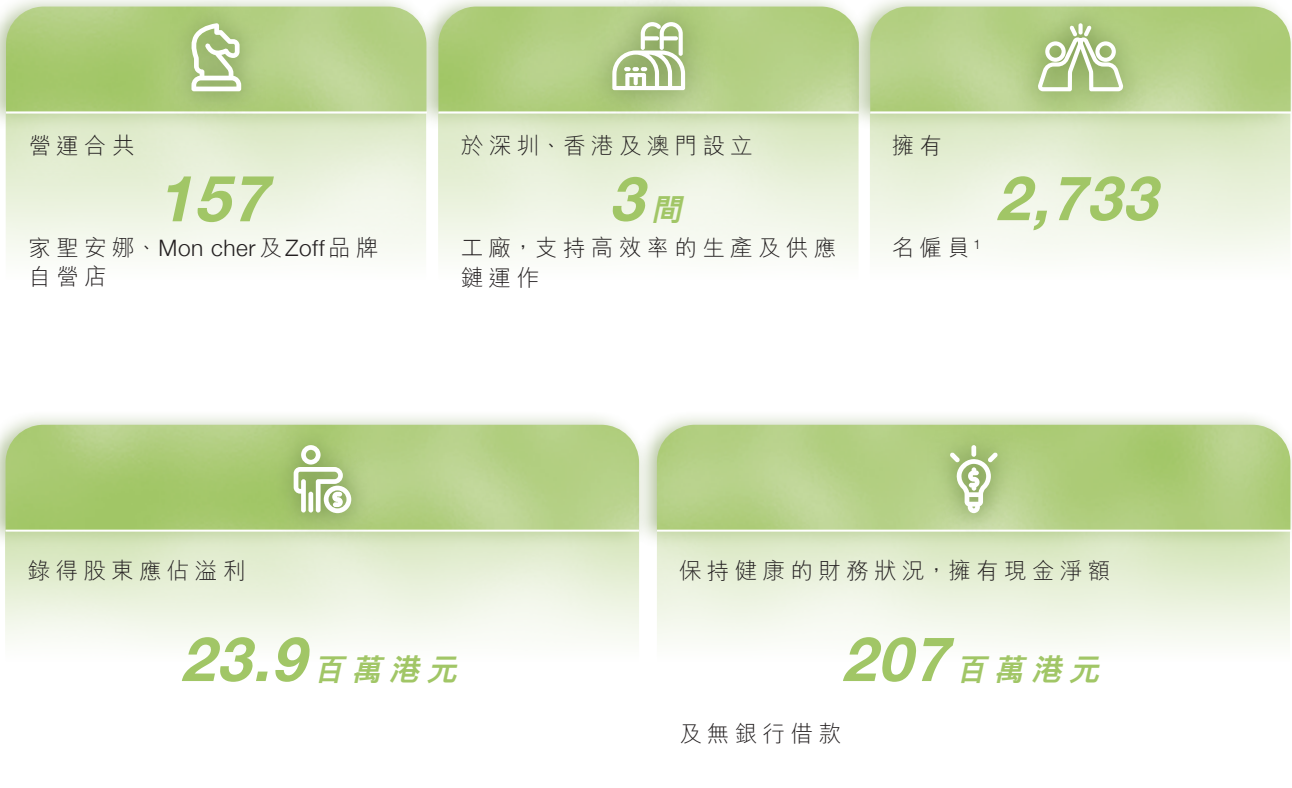 營運合共
157
家聖安娜、Mon cher及Zoff品牌
自營店
於深圳、香港及澳門設立
3間
工廠，支持高效率的生產及供應
鏈運作
擁有
2,733
名僱員1
錄得股東應佔溢利
23.9百萬港元
保持健康的財務狀況，擁有現金淨額
207百萬港元
及無銀行借款